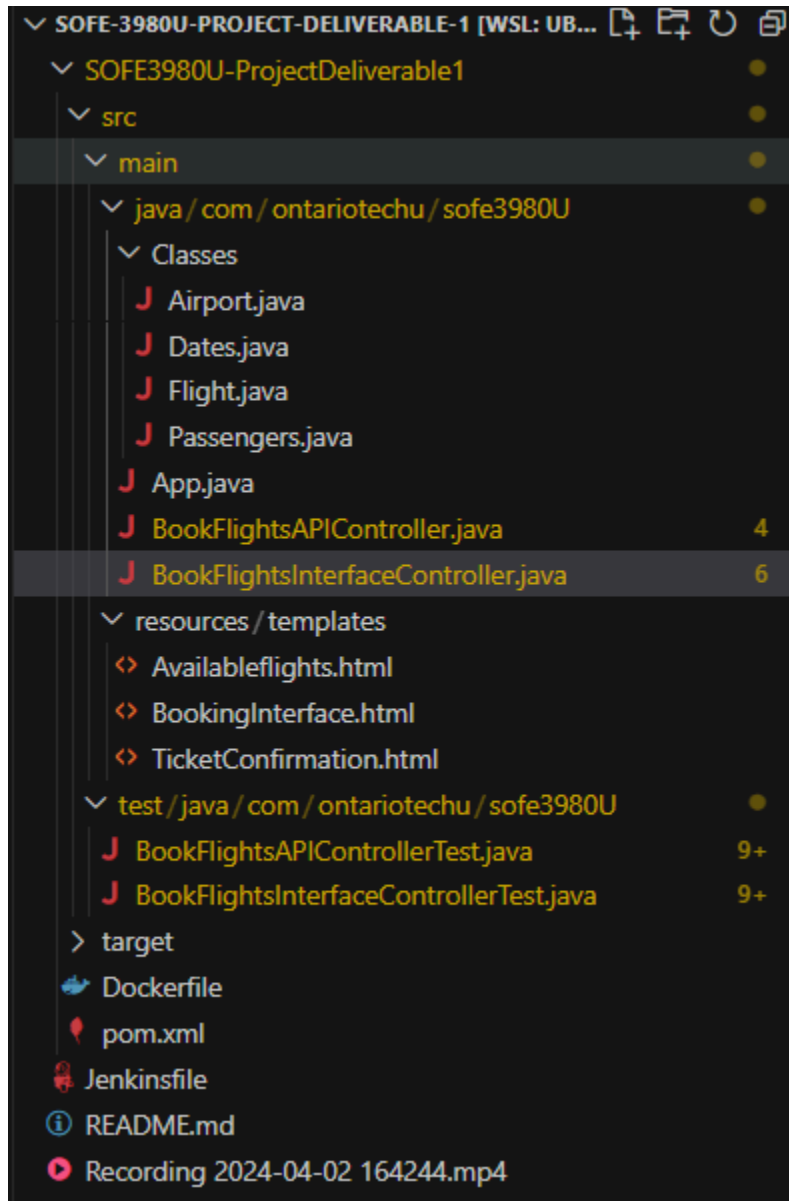 SOFE-3980U-PROJECT-DELIVERABLE-1 [WSL: UB...
SOFE3980U-ProjectDeliverable1
src
main
java/com/ontariotechu/sofe3980U
Classes
J Airport.java
J Dates.java
J Flight.java
J Passengers.java
J App.java
J BookFlightsAPIController.java 4
J BookFlightsInterfaceController.java 6
resources/templates
<> Availableflights.html
<> BookingInterface.html
<> TicketConfirmation.html
test/java/com/ontariotechu/sofe3980U
J BookFlightsAPIControllerTest.java 9+
J BookFlightsInterfaceControllerTest.java 9+
target
Dockerfile
pom.xml
Jenkinsfile
README.md
Recording 2024-04-02 164244.mp4